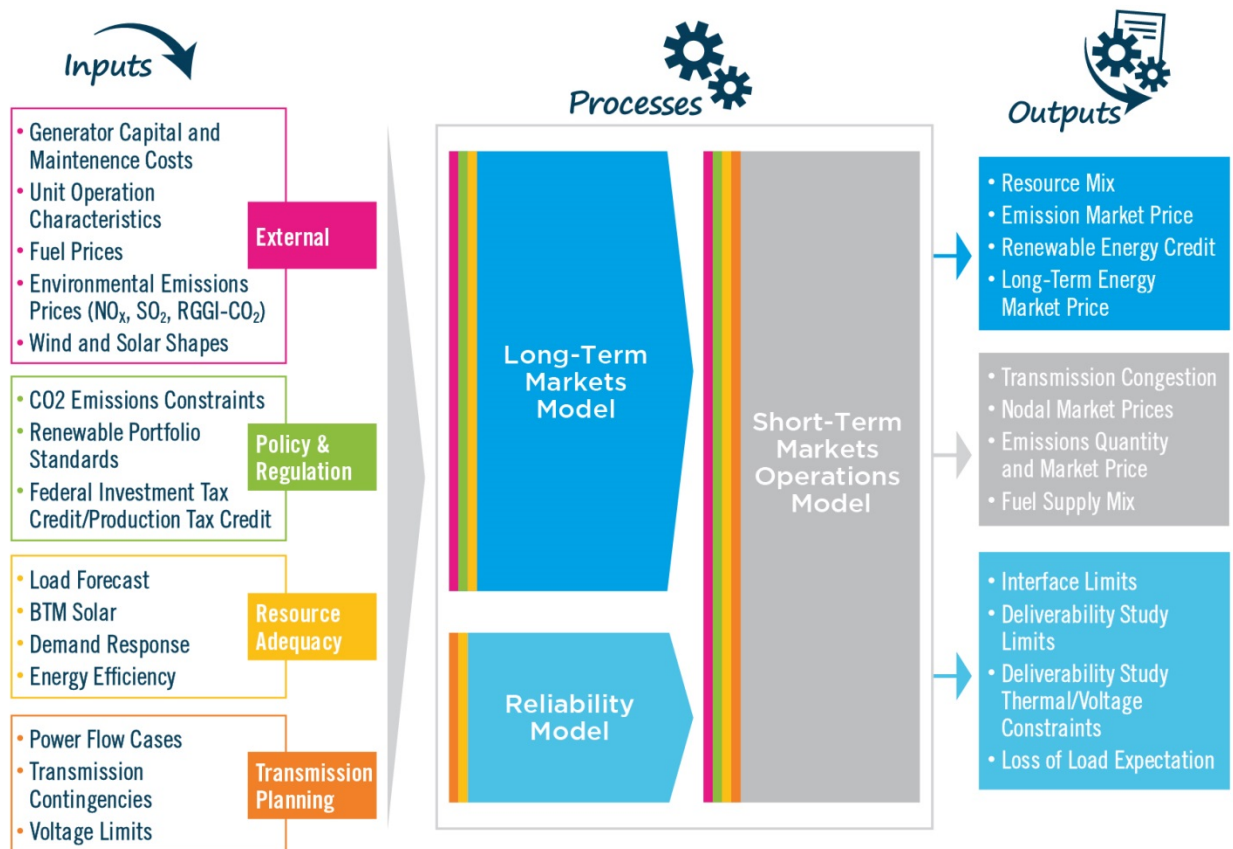 Inputs
• Generator Capital and
Maintenence Costs
• Unit Operation
Characteristics
• Fuel Prices
• Environmental Emissions
Prices (NOₓ, SO₂, RGGI-CO₂)
• Wind and Solar Shapes
External
• CO2 Emissions Constraints
• Renewable Portfolio
Standards
• Federal Investment Tax
Credit/Production Tax Credit
Policy &
Regulation
• Load Forecast
• BTM Solar
• Demand Response
• Energy Efficiency
Resource
Adequacy
• Power Flow Cases
• Transmission
Contingencies
• Voltage Limits
Transmission
Planning
Processes
Long-Term
Markets
Model
Reliability
Model
Short-Term
Markets
Operations
Model
Outputs
• Resource Mix
• Emission Market Price
• Renewable Energy Credit
• Long-Term Energy
Market Price
• Transmission Congestion
• Nodal Market Prices
• Emissions Quantity
and Market Price
• Fuel Supply Mix
• Interface Limits
• Deliverability Study
Limits
• Deliverability Study
Thermal/Voltage
Constraints
• Loss of Load Expectation